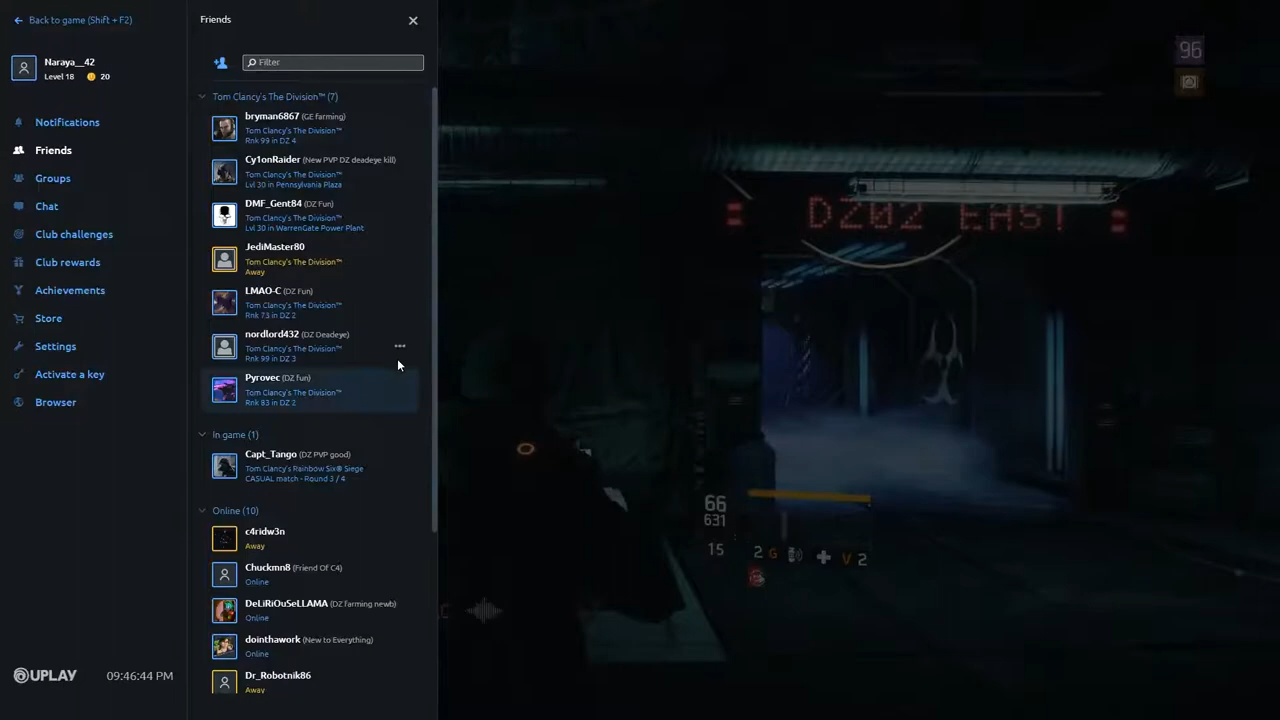 Back to game (Shift + F2)
Naraya__42
Level 18 20
Notifications
Friends
Groups
Chat
Club challenges
Club rewards
Achievements
Store
Settings
Activate a key
Browser
UPLAY 09:46:44 PM
Friends
Filter
Tom Clancy's The Division™ (7)
bryman6867 (GE farming)
Tom Clancy's The Division™
Rnk 99 in DZ 4
Cy1onRaider (New PVP DZ deadeye kill)
Tom Clancy's The Division™
Lvl 30 in Pennsylvania Plaza
DMF_Gent84 (DZ Fun)
Tom Clancy's The Division™
Lvl 30 in WarrenGate Power Plant
JediMaster80
Tom Clancy's The Division™
Away
LMAO-C (DZ Fun)
Tom Clancy's The Division™
Rnk 73 in DZ 2
nordlord432 (DZ Deadeye)
Tom Clancy's The Division™
Rnk 99 in DZ 3
Pyrovec (DZ fun)
Tom Clancy's The Division™
Rnk 83 in DZ 2
In game (1)
Capt_Tango (DZ PVP good)
Tom Clancy's Rainbow Six® Siege
CASUAL match - Round 3 / 4
Online (10)
c4ridw3n
Away
Chuckmn8 (Friend Of C4)
Online
DeLiRiOuSeLLAMA (DZ farming newb)
Online
dointhawork (New to Everything)
Online
Dr_Robotnik86
Away
96
DZ02 EAST
66
631
15 2 G V 2